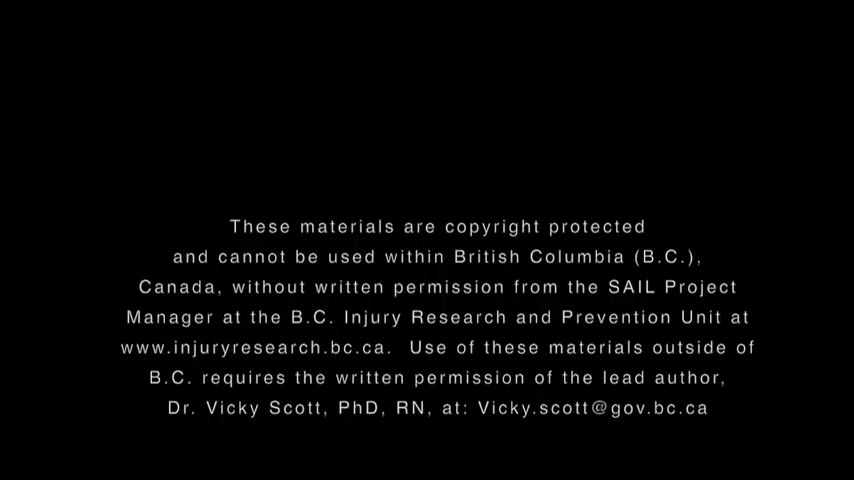 These materials are copyright protected
and cannot be used within British Columbia (B.C.),
Canada, without written permission from the SAIL Project
Manager at the B.C. Injury Research and Prevention Unit at
www.injuryresearch.bc.ca. Use of these materials outside of
B.C. requires the written permission of the lead author,
Dr. Vicky Scott, PhD, RN, at: Vicky.scott@gov.bc.ca